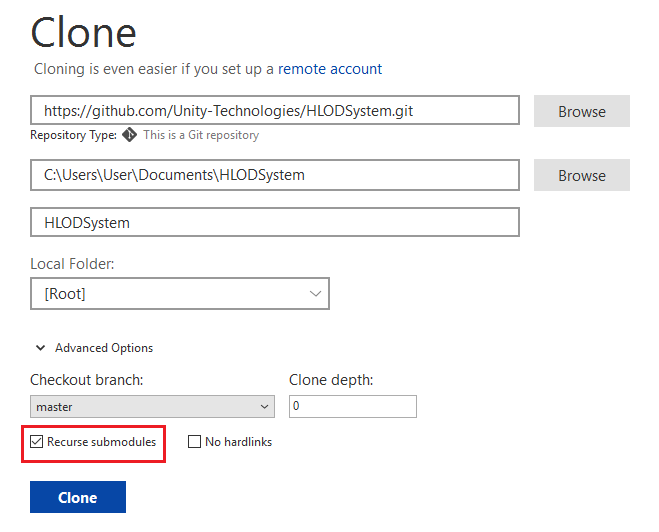 Clone
Cloning is even easier if you set up a remote account
https://github.com/Unity-Technologies/HLODSystem.git
Browse
Repository Type: This is a Git repository
C:\Users\User\Documents\HLODSystem
Browse
HLODSystem
Local Folder:
[Root]
Advanced Options
Checkout branch: Clone depth:
master 0
Recurse submodules No hardlinks
Clone